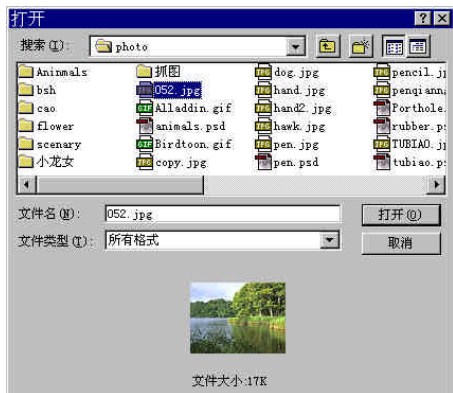 打开
搜索(I): photo
Aninmals 抓图 dog.jpg pencil.j
bsh 052.jpg hand.jpg penqiann
cao Alladdin.gif hand2.jpg Porthole.
flower animals.psd hawk.jpg rubber.p
scenary Birdtoon.gif pen.jpg TUBIAO.j
小龙女 copy.jpg pen.psd tubiao.p
文件名(N): 052.jpg 打开(O)
文件类型(T): 所有格式 取消
文件大小:17K